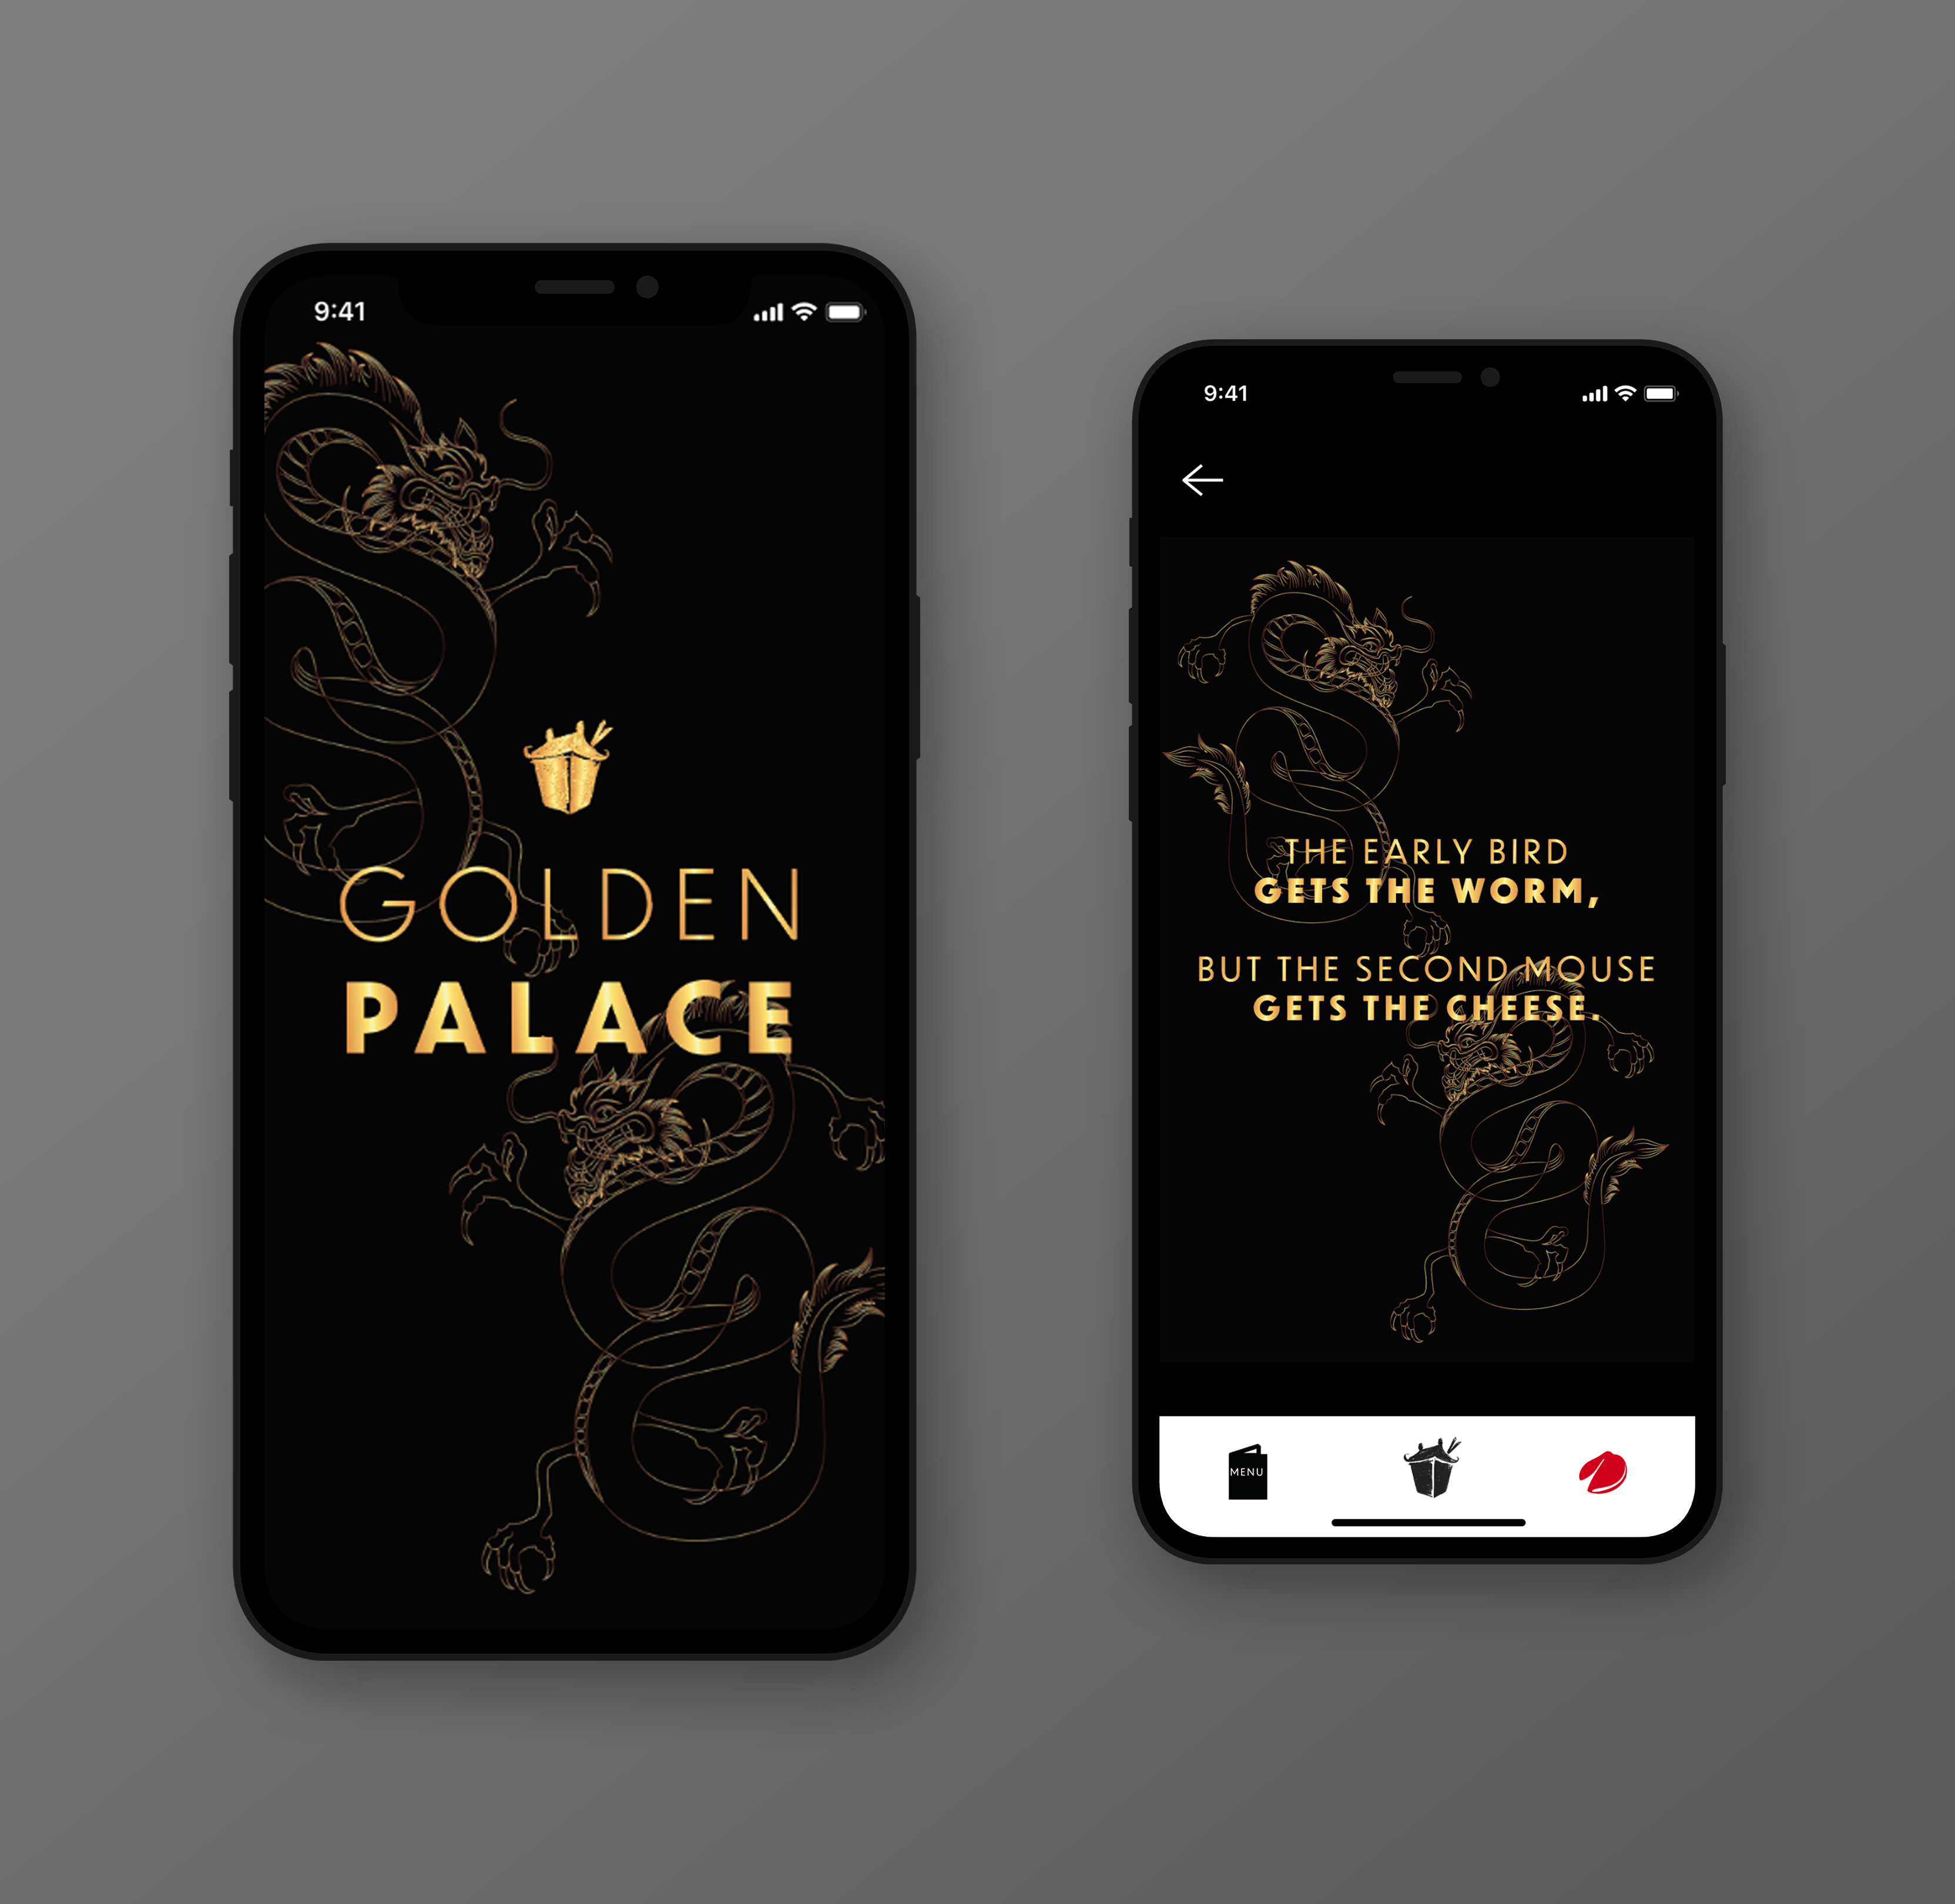 9:41
GOLDEN
PALACE
9:41
THE EARLY BIRD
GETS THE WORM,
BUT THE SECOND MOUSE
GETS THE CHEESE.
MENU